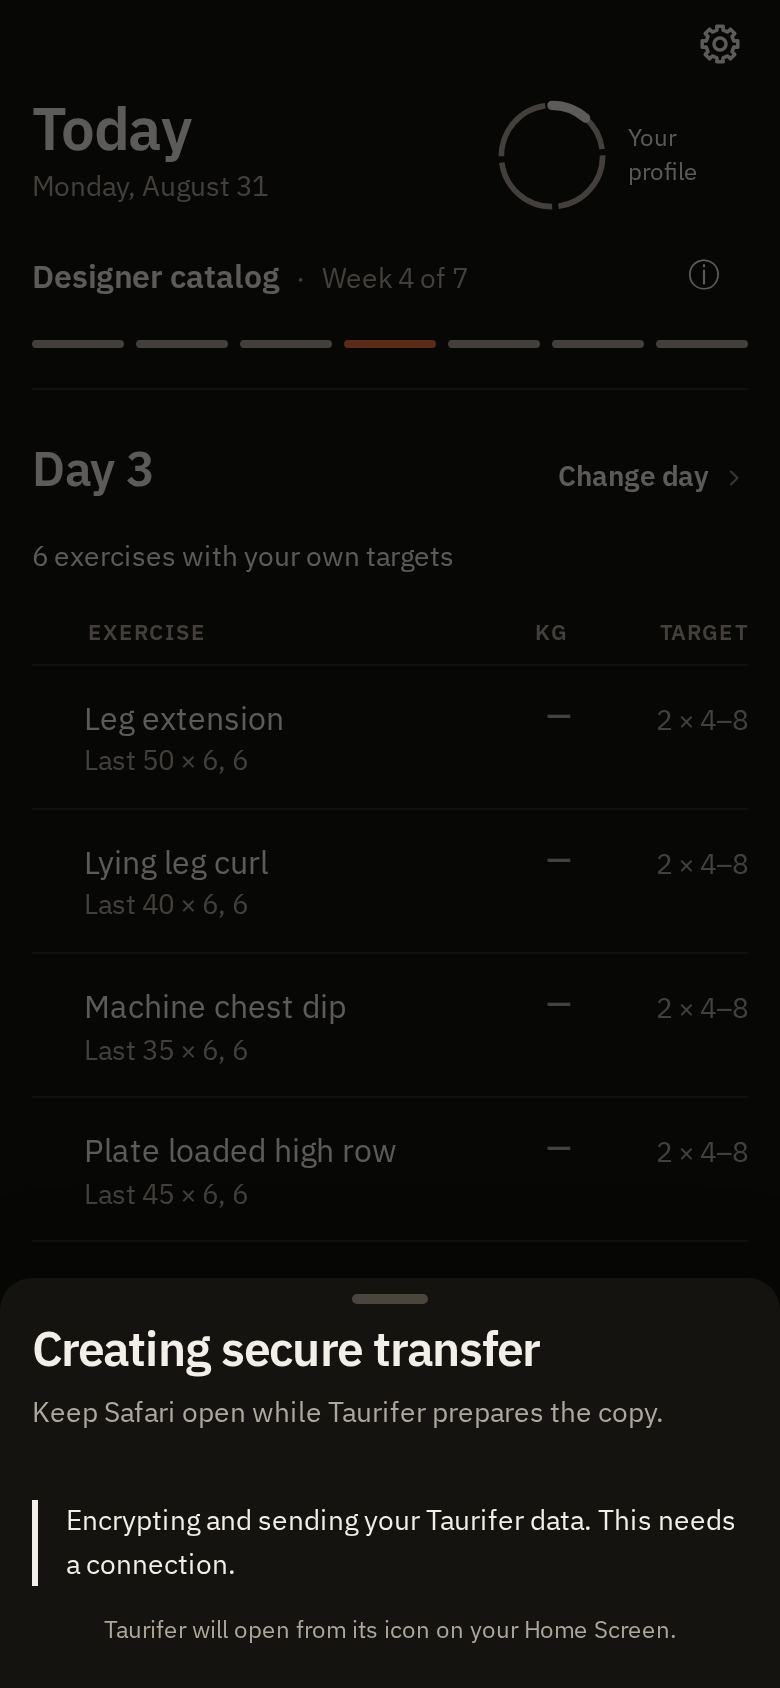 Today
Monday, August 31
Your
profile
Designer catalog · Week 4 of 7
Day 3
Change day
6 exercises with your own targets
EXERCISE KG TARGET
Leg extension — 2 × 4–8
Last 50 × 6, 6
Lying leg curl — 2 × 4–8
Last 40 × 6, 6
Machine chest dip — 2 × 4–8
Last 35 × 6, 6
Plate loaded high row — 2 × 4–8
Last 45 × 6, 6
Creating secure transfer
Keep Safari open while Taurifer prepares the copy.
Encrypting and sending your Taurifer data. This needs
a connection.
Taurifer will open from its icon on your Home Screen.